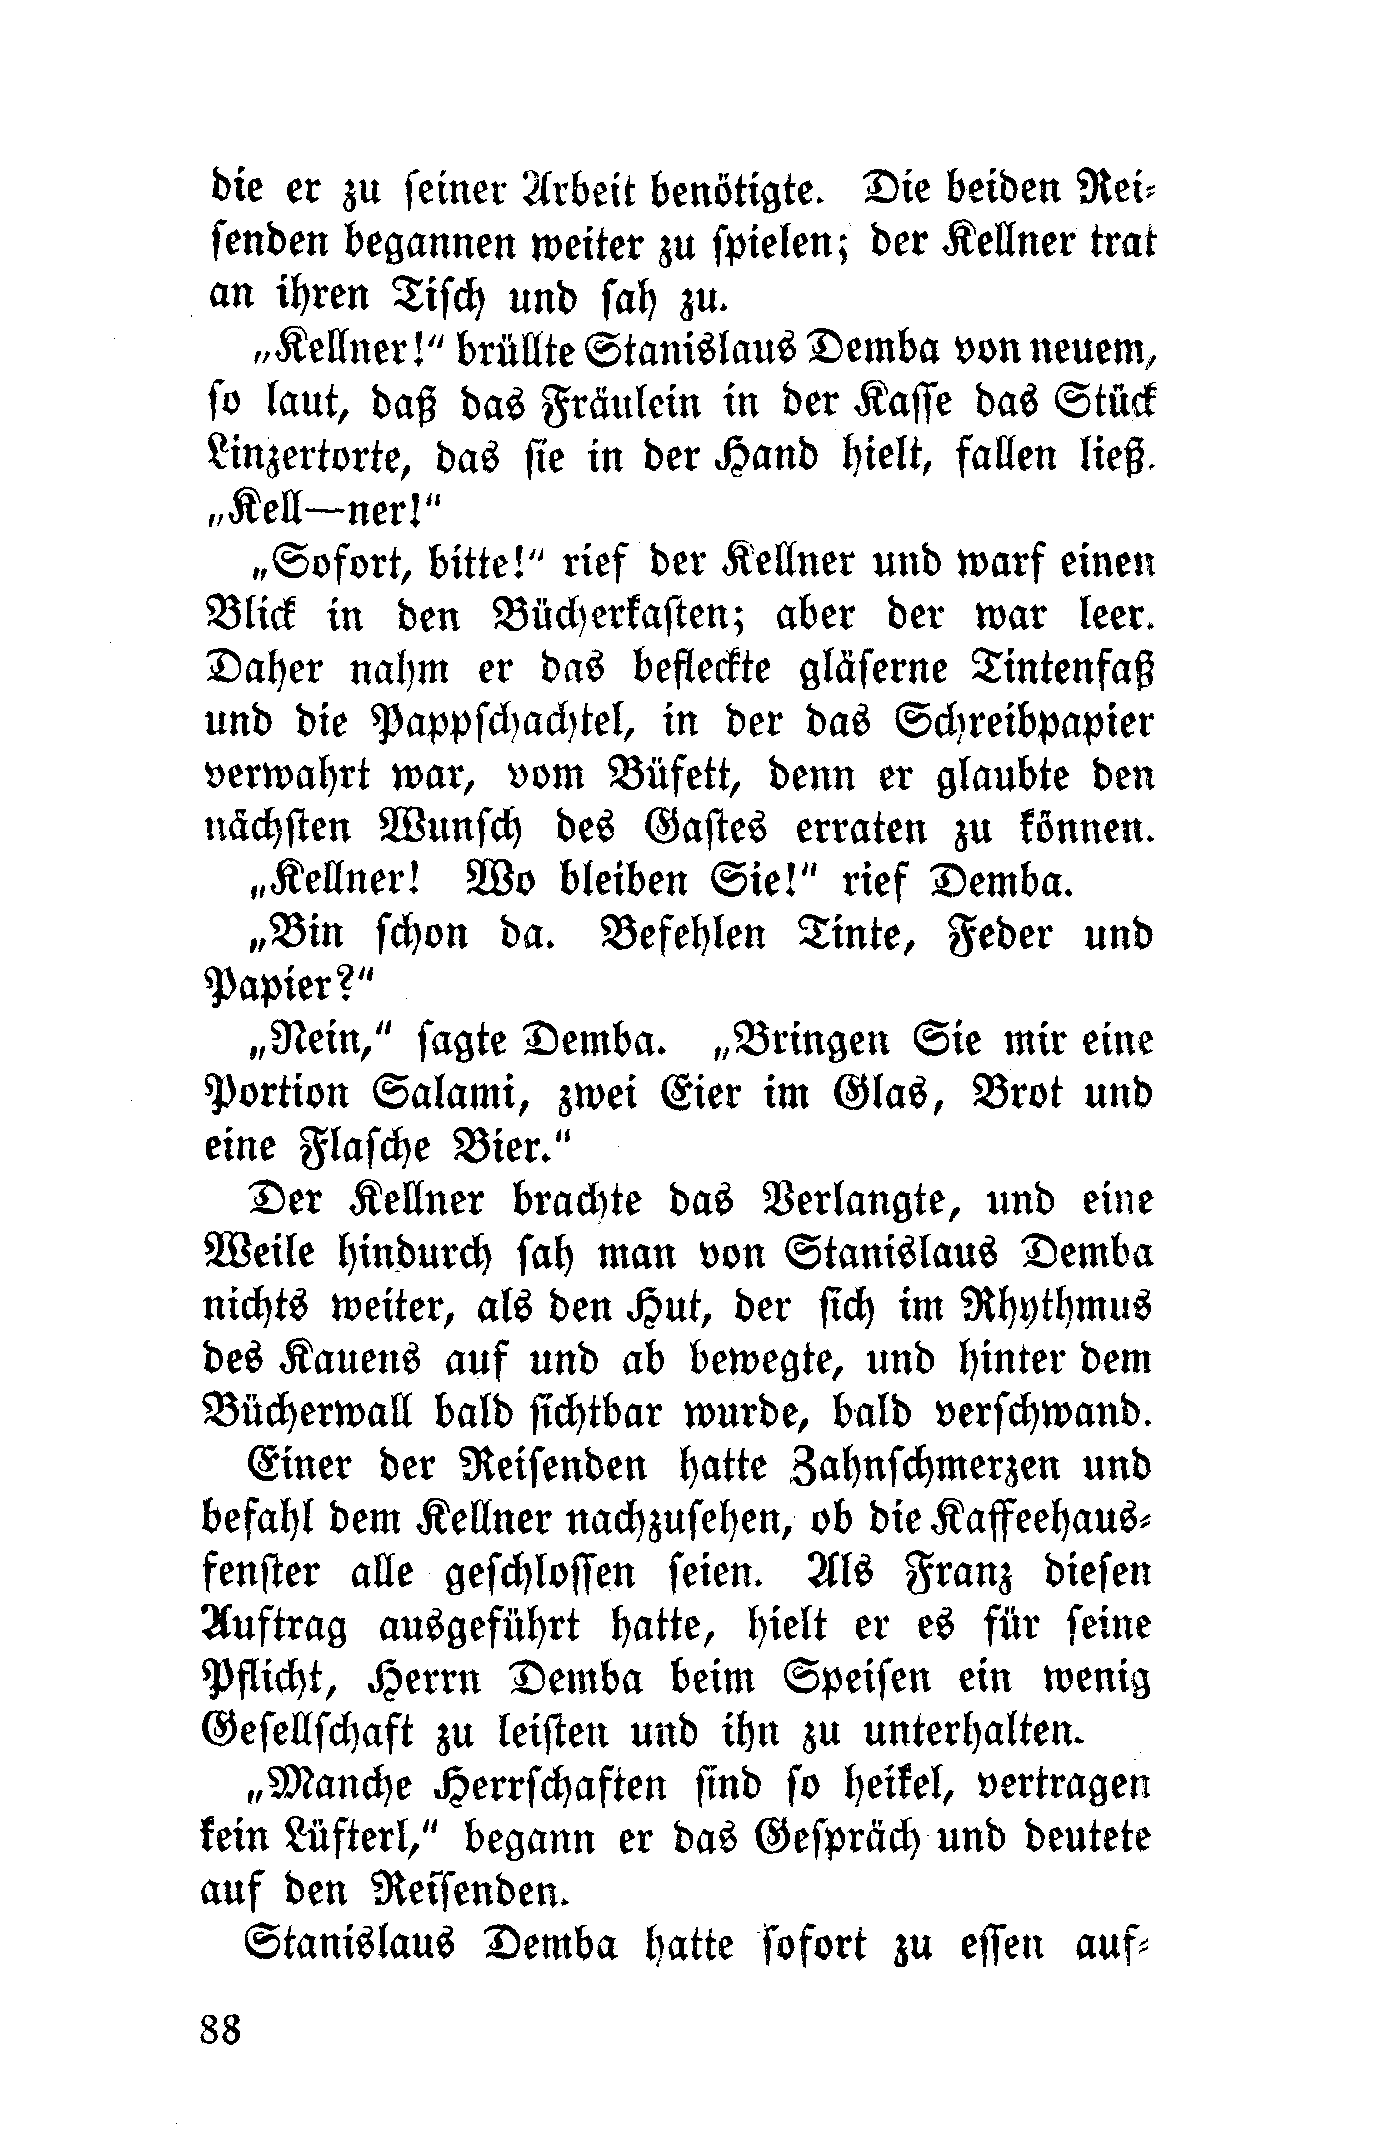 die er zu seiner Arbeit benötigte. Die beiden Rei-
senden begannen weiter zu spielen; der Kellner trat
an ihren Tisch und sah zu.
„Kellner!“ brüllte Stanislaus Demba von neuem,
so laut, daß das Fräulein in der Kasse das Stück
Linzertorte, das sie in der Hand hielt, fallen ließ.
„Kell—ner!“
„Sofort, bitte!“ rief der Kellner und warf einen
Blick in den Bücherkasten; aber der war leer.
Daher nahm er das befleckte gläserne Tintenfaß
und die Pappschachtel, in der das Schreibpapier
verwahrt war, vom Büfett, denn er glaubte den
nächsten Wunsch des Gastes erraten zu können.
„Kellner! Wo bleiben Sie!“ rief Demba.
„Bin schon da. Befehlen Tinte, Feder und
Papier?“
„Nein,“ sagte Demba. „Bringen Sie mir eine
Portion Salami, zwei Eier im Glas, Brot und
eine Flasche Bier.“
Der Kellner brachte das Verlangte, und eine
Weile hindurch sah man von Stanislaus Demba
nichts weiter, als den Hut, der sich im Rhythmus
des Kauens auf und ab bewegte, und hinter dem
Bücherwall bald sichtbar wurde, bald verschwand.
Einer der Reisenden hatte Zahnschmerzen und
befahl dem Kellner nachzusehen, ob die Kaffeehaus-
fenster alle geschlossen seien. Als Franz diesen
Auftrag ausgeführt hatte, hielt er es für seine
Pflicht, Herrn Demba beim Speisen ein wenig
Gesellschaft zu leisten und ihn zu unterhalten.
„Manche Herrschaften sind so heikel, vertragen
kein Lüfterl,“ begann er das Gespräch und deutete
auf den Reisenden.
Stanislaus Demba hatte sofort zu essen auf-
88